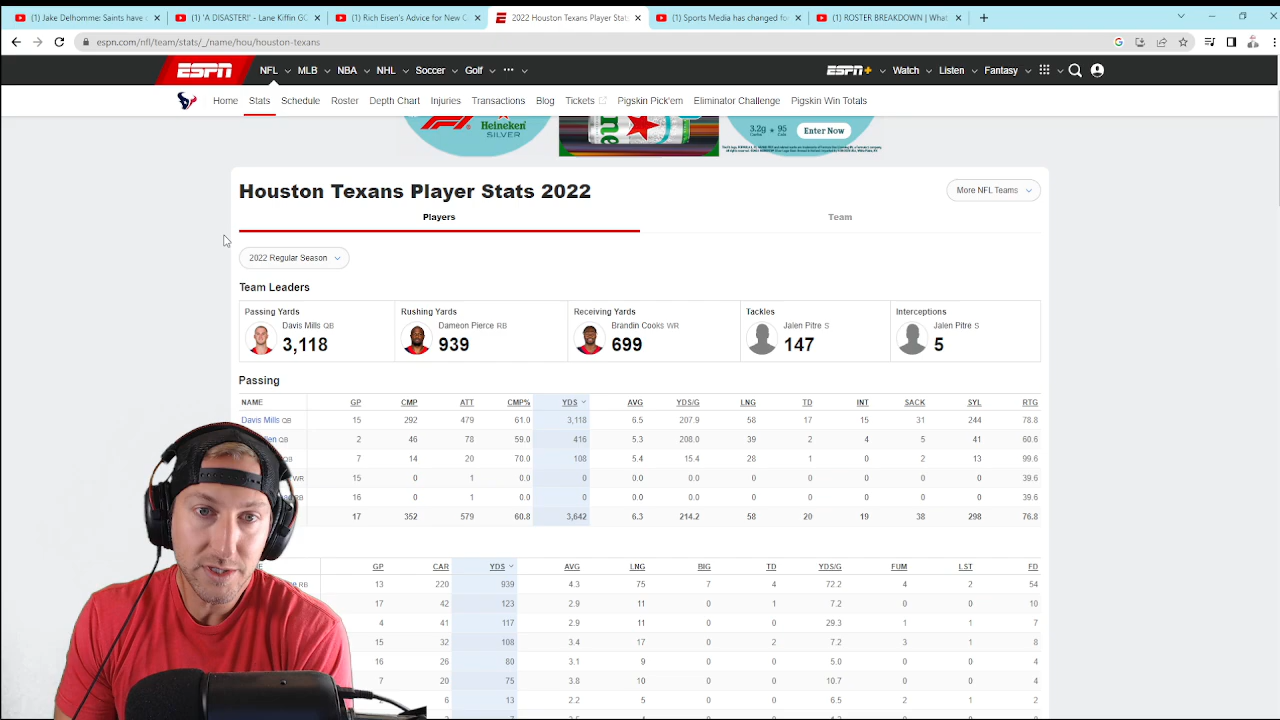 (1) Jake Delhomme: Saints have
(1) 'A DISASTER!' - Lane Kiffin GO
(1) Rich Eisen's Advice for New C
2022 Houston Texans Player Stats
(1) Sports Media has changed fo
(1) ROSTER BREAKDOWN | What
espn.com/nfl/team/stats/_/name/hou/houston-texans
ESPN NFL MLB NBA NHL Soccer Golf ESPN+ Watch Listen Fantasy
Home Stats Schedule Roster Depth Chart Injuries Transactions Blog Tickets Pigskin Pick'em Eliminator Challenge Pigskin Win Totals
Heineken
SILVER
3.2g 95
Carbs Cals
Enter Now
Houston Texans Player Stats 2022
More NFL Teams
Players Team
2022 Regular Season
Team Leaders
Passing Yards Rushing Yards Receiving Yards Tackles Interceptions
Davis Mills QB Dameon Pierce RB Brandin Cooks WR Jalen Pitre S Jalen Pitre S
3,118 939 699 147 5
Passing
NAME GP CMP ATT CMP% YDS AVG YDS/G LNG TD INT SACK SYL RTG
Davis Mills QB 15 292 479 61.0 3,118 6.5 207.9 58 17 15 31 244 78.8
QB 2 46 78 59.0 416 5.3 208.0 39 2 4 5 41 60.6
QB 7 14 20 70.0 108 5.4 15.4 28 1 0 2 13 99.6
WR 15 0 1 0.0 0 0.0 0.0 0 0 0 0 0 39.6
RB 16 0 1 0.0 0 0.0 0.0 0 0 0 0 0 39.6
17 352 579 60.8 3,642 6.3 214.2 58 20 19 38 298 76.8
GP CAR YDS AVG LNG BIG TD YDS/G FUM LST FD
RB 13 220 939 4.3 75 7 4 72.2 4 2 54
17 42 123 2.9 11 0 1 7.2 0 0 10
4 41 117 2.9 11 0 0 29.3 1 1 7
15 32 108 3.4 17 0 2 7.2 3 1 8
16 26 80 3.1 9 0 0 5.0 0 0 4
7 20 75 3.8 10 0 0 10.7 0 0 4
6 13 2.2 5 0 0 6.5 2 1 2